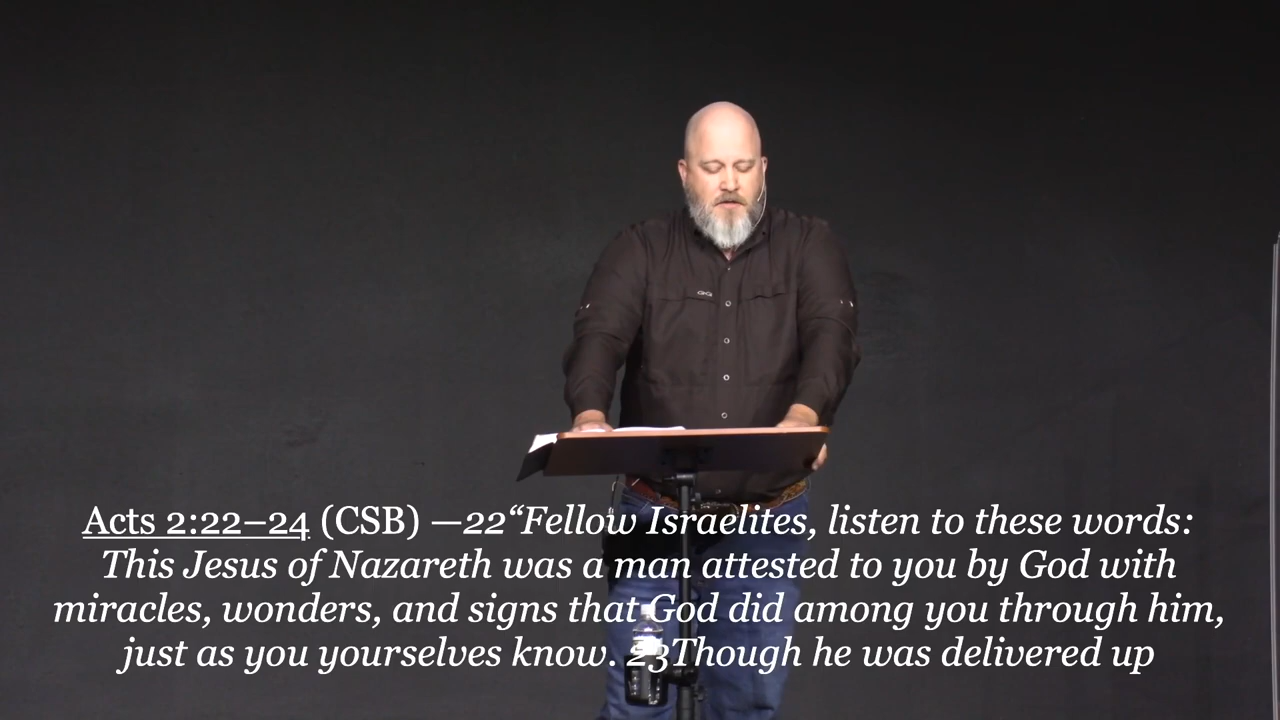 Acts 2:22–24 (CSB) —22“Fellow Israelites, listen to these words:
This Jesus of Nazareth was a man attested to you by God with
miracles, wonders, and signs that God did among you through him,
just as you yourselves know. 23Though he was delivered up